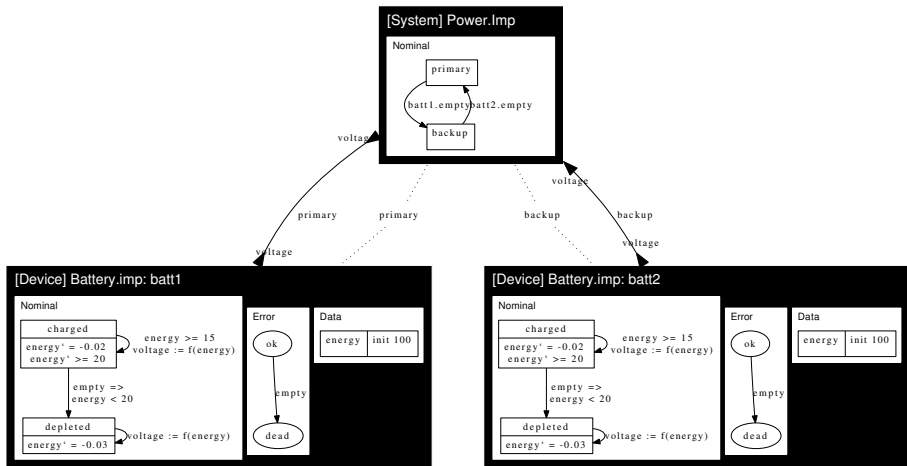 [System] Power.Imp
Nominal
primary
batt1.empty
batt2.empty
backup
voltage
voltage
primary
primary
backup
backup
voltage
voltage
[Device] Battery.imp: batt1
Nominal
charged
energy‘ = -0.02
energy‘ >= 20
energy >= 15
voltage := f(energy)
empty =>
energy < 20
depleted
energy‘ = -0.03
voltage := f(energy)
Error
ok
empty
dead
Data
energy
init 100
[Device] Battery.imp: batt2
Nominal
charged
energy‘ = -0.02
energy‘ >= 20
energy >= 15
voltage := f(energy)
empty =>
energy < 20
depleted
energy‘ = -0.03
voltage := f(energy)
Error
ok
empty
dead
Data
energy
init 100